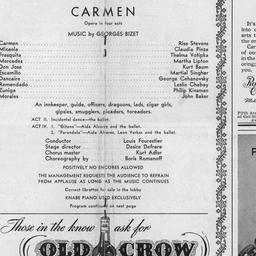 CARMEN
Opera in four acts
MUSIC by GEORGES BIZET
Carmen Rise Stevens
Micaela Claudia Pinza
Frasquita Thelma Votipka
Mercedes Martha Lipton
Don Jose Kurt Baum
Escamillo Martial Singher
Dancaire George Cehanovsky
Remendado Leslie Chabay
Zuniga Philip Kinsman
Morales John Baker
An innkeeper, guide, officers, dragoons, lads, cigar girls,
gipsies, smugglers, picadors, toreadors.
ACT II. Incidental dance—the ballet.
ACT IV. 1 "Gitane"—Aida Alvarez and the ballet.
2. "Farandole"—Aida Alvarez, Leon Varkas and the ballet.
Conductor Louis Fourestier
Stage director Desire Defrere
Chorus master Kurt Adler
Choreography by Boris Romanoff
POSITIVELY NO ENCORES ALLOWED
THE MANAGEMENT REQUESTS THE AUDIENCE TO REFRAIN
FROM APPLAUSE AS LONG AS THE MUSIC CONTINUES
Correct librettos for sale in the lobby
KNABE PIANO USED EXCLUSIVELY
Program continued on next page
Those in the know ask for
OLD CROW
It's
Into
arts